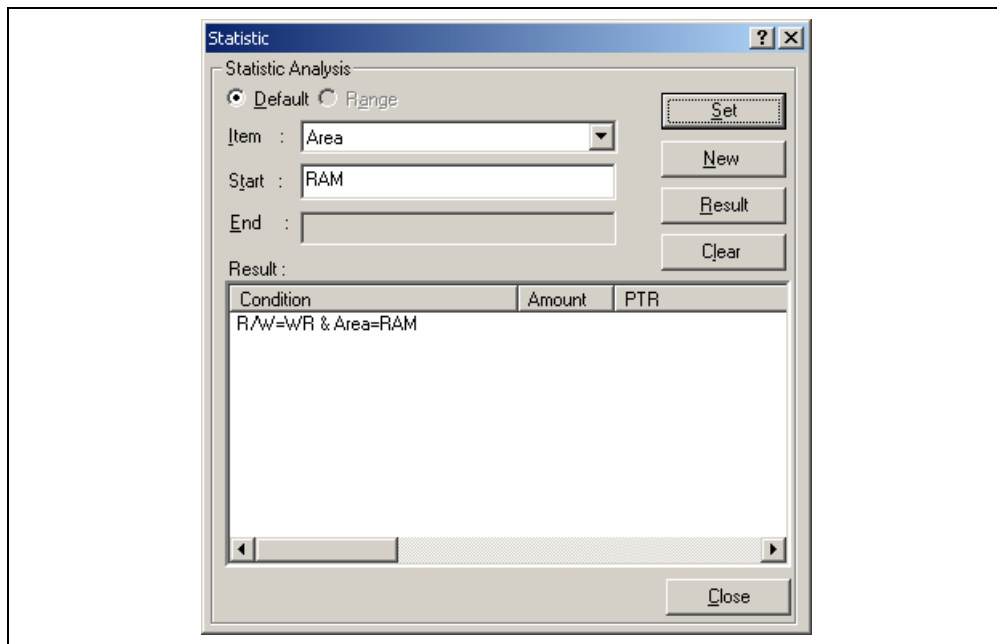 Statistic
Statistic Analysis
Default Range
Item : Area
Start : RAM
End :
Set
New
Result
Clear
Result :
Condition Amount PTR
R/W=WR & Area=RAM
Close